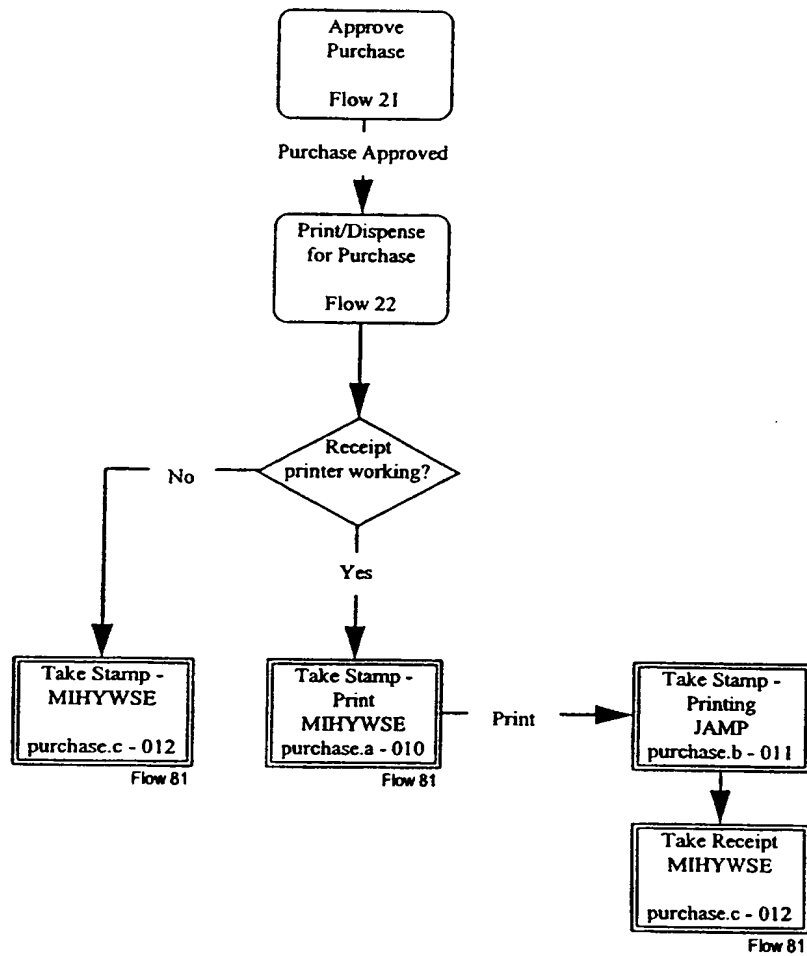 Approve
Purchase
Flow 21
Purchase Approved
Print/Dispense
for Purchase
Flow 22
Receipt
printer working?
No
Yes
Take Stamp -
MIHYWSE
purchase.c - 012
Flow 81
Take Stamp -
Print
MIHYWSE
purchase.a - 010
Flow 81
Print
Take Stamp -
Printing
JAMP
purchase.b - 011
Take Receipt
MIHYWSE
purchase.c - 012
Flow 81